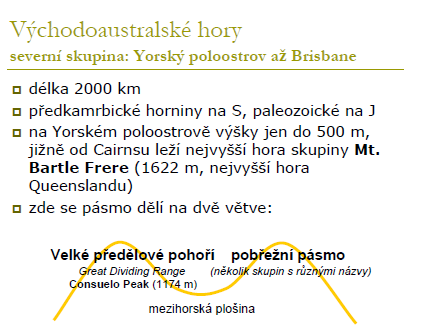 Východoaustralské hory
severní skupina: Yorský poloostrov až Brisbane
délka 2000 km
předkambrické horniny na S, paleozoické na J
na Yorském poloostrově výšky jen do 500 m,
jižně od Cairnsu leží nejvyšší hora skupiny Mt.
Bartle Frere (1622 m, nejvyšší hora
Queenslandu)
zde se pásmo dělí na dvě větve:
Velké předělové pohoří pobřežní pásmo
Great Dividing Range (několik skupin s různými názvy)
Consuelo Peak (1174 m)
mezihorská plošina